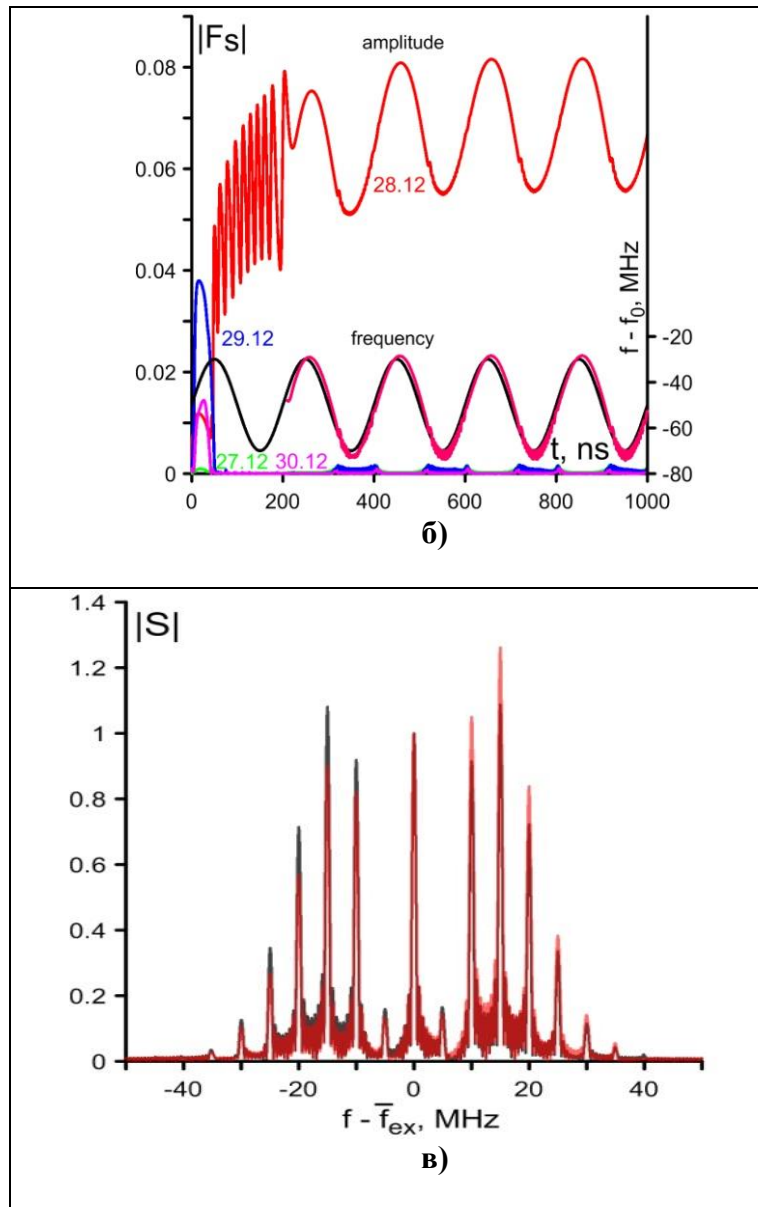 |Fs|
amplitude
0.08
0.06
28.12
0.04
f - f₀, MHz
29.12
frequency
-20
0.02
-40
-60
27.12 30.12
t, ns
0
-80
0 200 400 600 800 1000
б)
1.4
|S|
1.2
1
0.8
0.6
0.4
0.2
0
-40 -20 0 20 40
f - f̅ex, MHz
в)